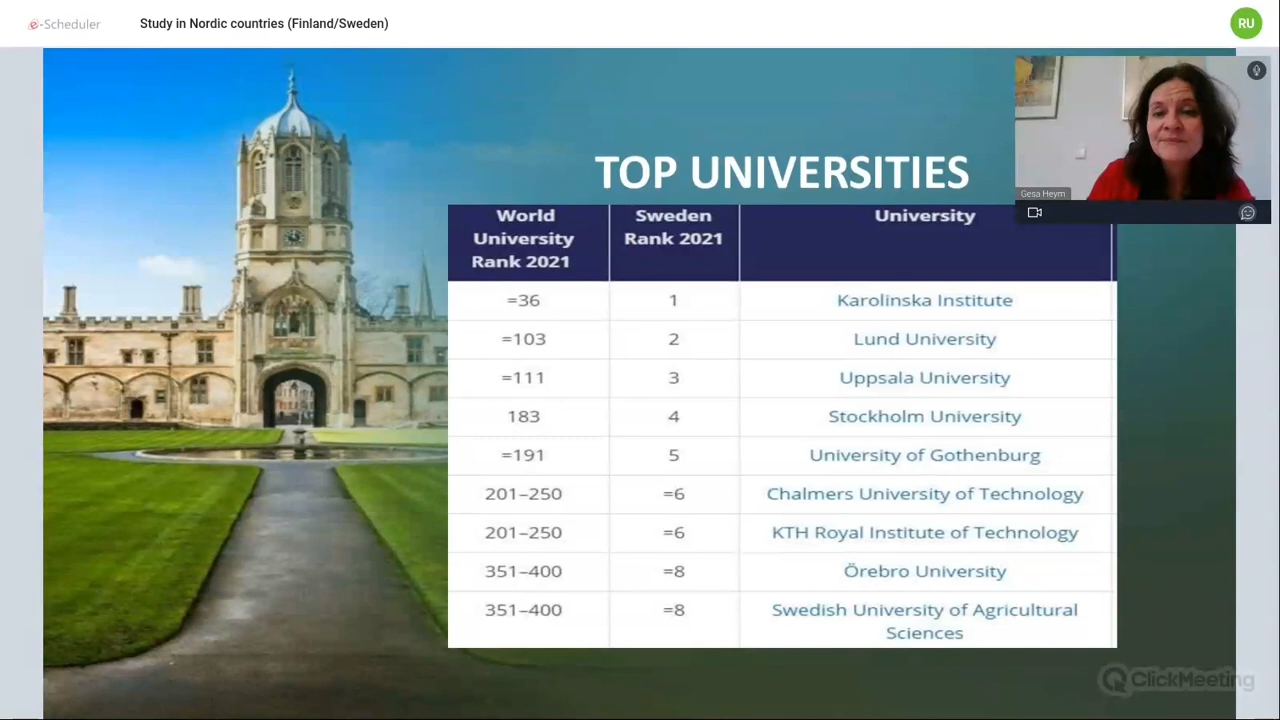 e-Scheduler
Study in Nordic countries (Finland/Sweden)
RU
Gesa Heym
TOP UNIVERSITIES
World University Rank 2021 Sweden Rank 2021 University
=36 1 Karolinska Institute
=103 2 Lund University
=111 3 Uppsala University
183 4 Stockholm University
=191 5 University of Gothenburg
201–250 =6 Chalmers University of Technology
201–250 =6 KTH Royal Institute of Technology
351–400 =8 Örebro University
351–400 =8 Swedish University of Agricultural
Sciences
ClickMeeting